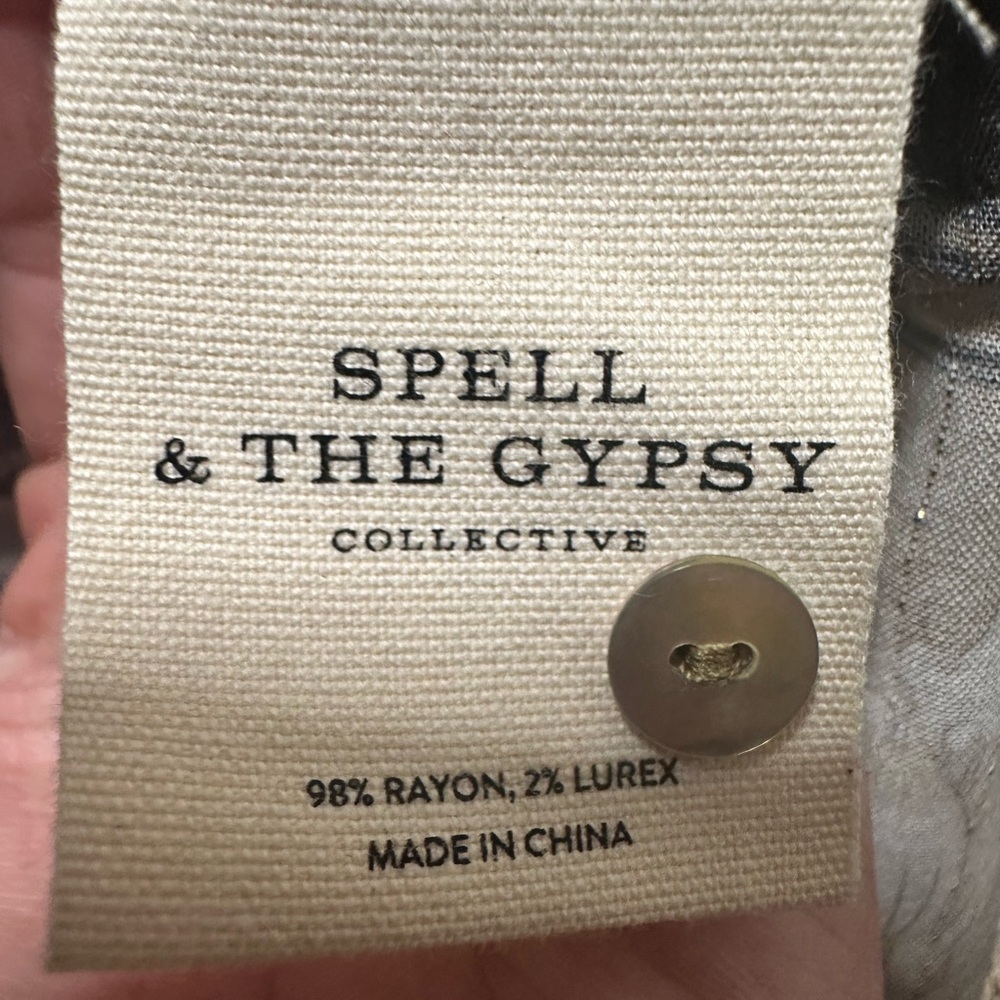 SPELL
& THE GYPSY
COLLECTIVE
98% RAYON, 2% LUREX
MADE IN CHINA